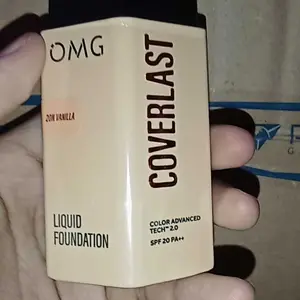 OMG
20N VANILLA
COVERLAST
LIQUID
FOUNDATION
COLOR ADVANCED
TECH™ 2.0
SPF 20 PA++